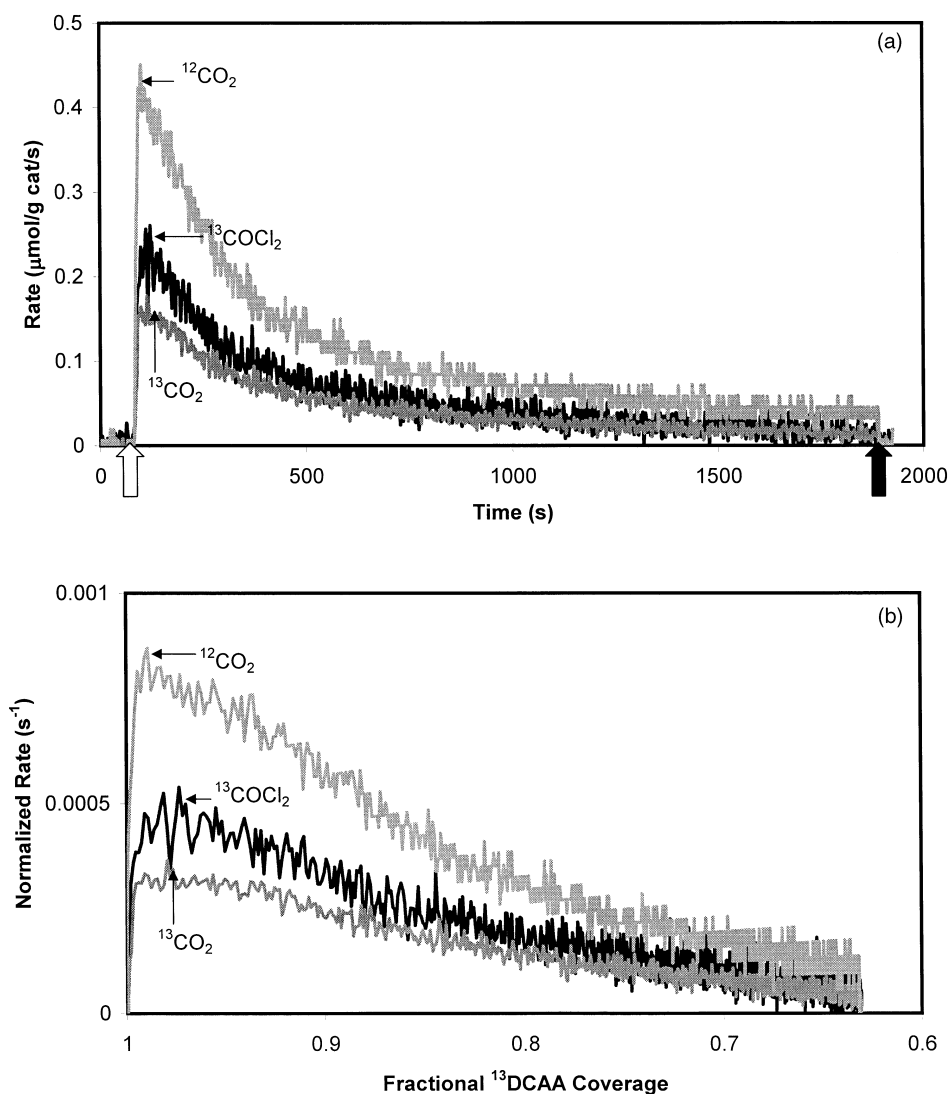 (a)
0.5
0.4
0.3
0.2
0.1
0
Rate (μmol/g cat/s)
¹²CO₂
¹³COCl₂
¹³CO₂
0 500 1000 1500 2000
Time (s)
(b)
0.001
0.0005
0
Normalized Rate (s⁻¹)
¹²CO₂
¹³COCl₂
¹³CO₂
1 0.9 0.8 0.7 0.6
Fractional ¹³DCAA Coverage